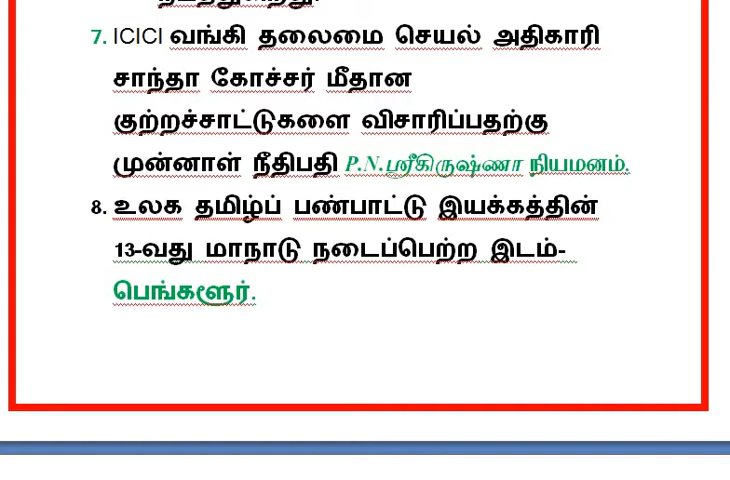 7. ICICI வங்கி தலைமை செயல் அதிகாரி
சாந்தா கோச்சர் மீதான
குற்றச்சாட்டுகளை விசாரிப்பதற்கு
முன்னாள் நீதிபதி P.N.ஸ்ரீகிருஷ்ணா நியமனம்.
8. உலக தமிழ்ப் பண்பாட்டு இயக்கத்தின்
13-வது மாநாடு நடைப்பெற்ற இடம்-
பெங்களூர்.